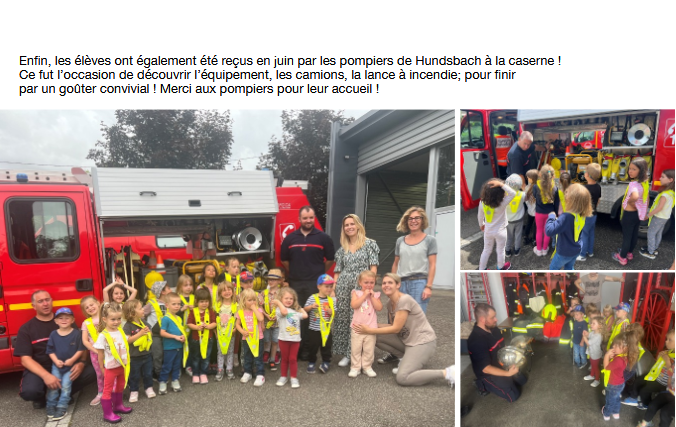 Enfin, les élèves ont également été reçus en juin par les pompiers de Hundsbach à la caserne !
Ce fut l'occasion de découvrir l'équipement, les camions, la lance à incendie; pour finir
par un goûter convivial ! Merci aux pompiers pour leur accueil !